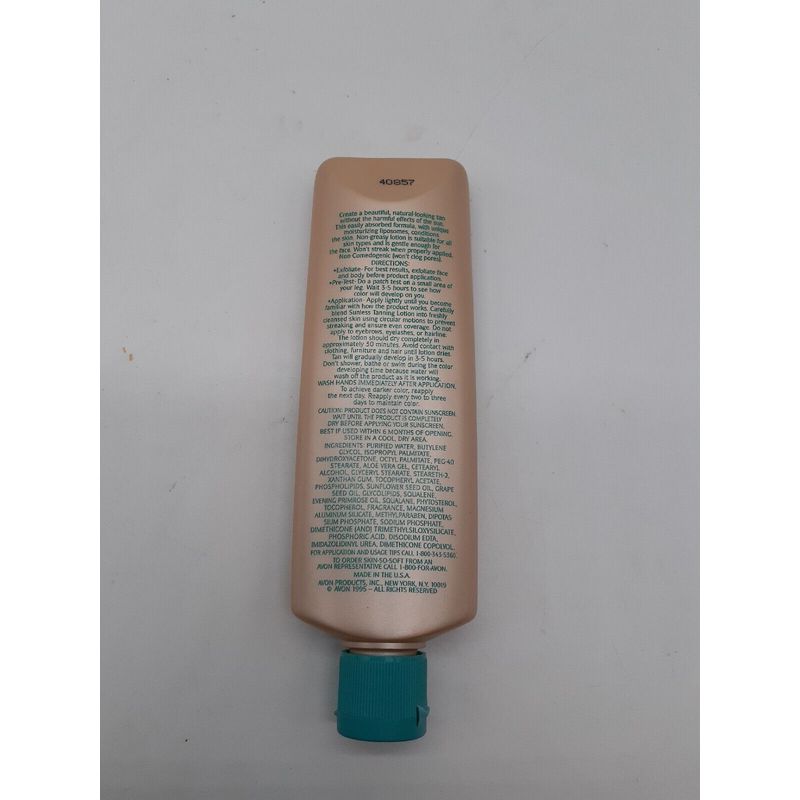 40957
Create a beautiful, natural-looking tan
without the harmful effects of the sun.
This easily absorbed formula, with unique
moisturizing liposomes, conditions
the skin. Non-greasy lotion is suitable for all
skin types and is gentle enough for
the face. Won't streak when properly applied.
Non-Comedogenic (won't clog pores).
DIRECTIONS:
•Exfoliate- For best results, exfoliate face
and body before product application.
•Pre-Test- Do a patch test on a small area of
your leg. Wait 3-5 hours to see how
color will develop on you.
•Application- Apply lightly until you become
familiar with how the product works. Carefully
blend Sunless Tanning Lotion into freshly
cleansed skin using circular motions to prevent
streaking and ensure even coverage. Do not
apply to eyebrows, eyelashes, or hairline.
The lotion should dry completely in
approximately 30 minutes. Avoid contact with
clothing, furniture and hair until lotion dries.
Tan will gradually develop in 3-5 hours.
Don't shower, bathe or swim during the color
developing time because water will
wash off the product as it is working.
WASH HANDS IMMEDIATELY AFTER APPLICATION.
To achieve darker color, reapply
the next day. Reapply every two to three
days to maintain color.
CAUTION: PRODUCT DOES NOT CONTAIN SUNSCREEN.
WAIT UNTIL THE PRODUCT IS COMPLETELY
DRY BEFORE APPLYING YOUR SUNSCREEN.
BEST IF USED WITHIN 6 MONTHS OF OPENING.
STORE IN A COOL, DRY AREA.
INGREDIENTS: PURIFIED WATER, BUTYLENE
GLYCOL, ISOPROPYL PALMITATE,
DIHYDROXYACETONE, OCTYL PALMITATE, PEG-40
STEARATE, ALOE VERA GEL, CETEARYL
ALCOHOL, GLYCERYL STEARATE, STEARETH-2,
XANTHAN GUM, TOCOPHERYL ACETATE,
PHOSPHOLIPIDS, SUNFLOWER SEED OIL, GRAPE
SEED OIL, GLYCOLIPIDS, SQUALENE,
EVENING PRIMROSE OIL, SQUALANE, PHYTOSTEROL,
TOCOPHEROL, FRAGRANCE, MAGNESIUM
ALUMINUM SILICATE, METHYLPARABEN, DIPOTAS
SIUM PHOSPHATE, SODIUM PHOSPHATE,
DIMETHICONE (AND) TRIMETHYLSILOXYSILICATE,
PHOSPHORIC ACID, DISODIUM EDTA,
IMIDAZOLIDINYL UREA, DIMETHICONE COPOLYOL.
FOR APPLICATION AND USAGE TIPS CALL 1-800-345-5560.
TO ORDER SKIN-SO-SOFT FROM AN
AVON REPRESENTATIVE CALL 1-800-FOR-AVON.
MADE IN THE U.S.A.
AVON PRODUCTS, INC., NEW YORK, N.Y. 10019
© AVON 1995 – ALL RIGHTS RESERVED